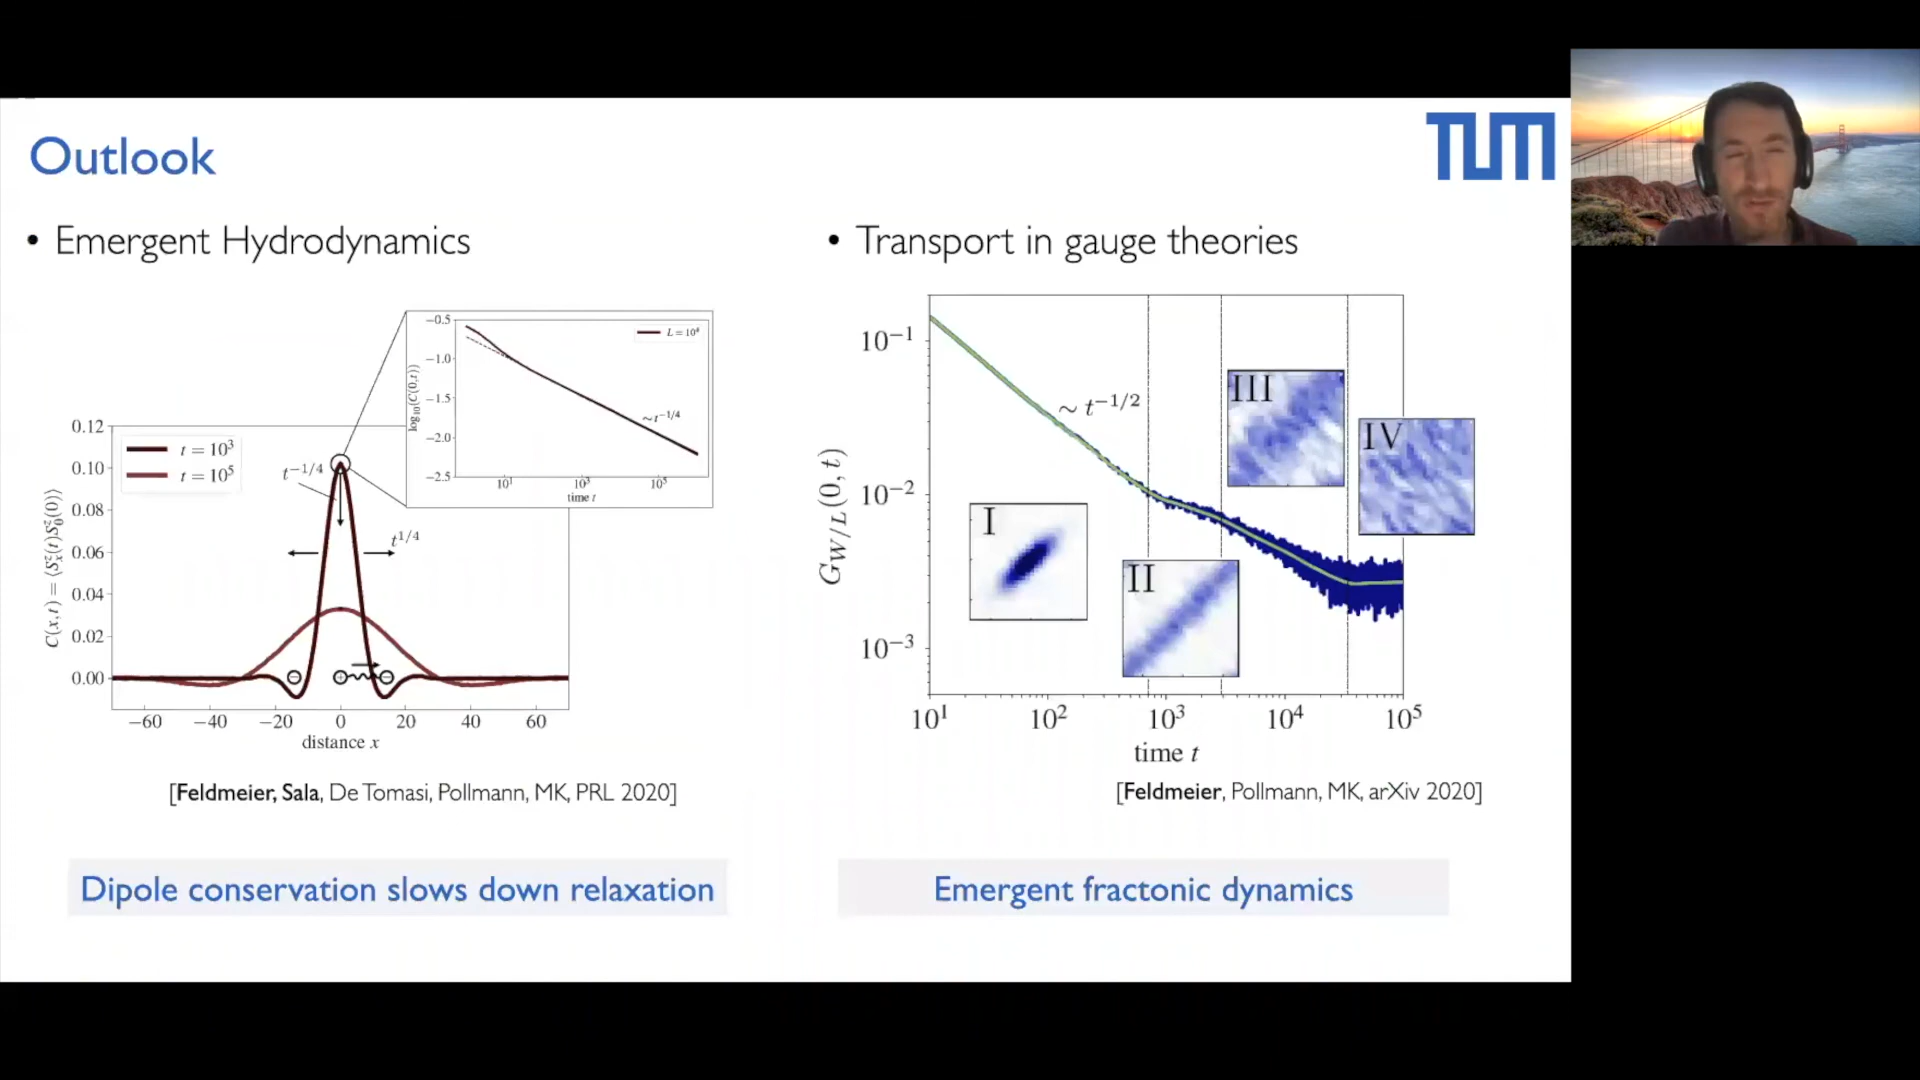 Outlook
TUM
• Emergent Hydrodynamics
−0.5
−1.0
−1.5
−2.0
−2.5
log₁₀(C(0,t))
L = 10⁴
~t⁻¹/⁴
10¹ 10³ 10⁵
time t
0.12
0.10
0.08
0.06
0.04
0.02
0.00
C(x,t) = ⟨Sᶻₓ(t)Sᶻ₀(0)⟩
t = 10³
t = 10⁵
t⁻¹/⁴
t¹/⁴
− + −
−60 −40 −20 0 20 40 60
distance x
[Feldmeier, Sala, De Tomasi, Pollmann, MK, PRL 2020]
Dipole conservation slows down relaxation
• Transport in gauge theories
10⁻¹
10⁻²
10⁻³
G_{W/L}(0, t)
~ t⁻¹/²
I
II
III
IV
10¹ 10² 10³ 10⁴ 10⁵
time t
[Feldmeier, Pollmann, MK, arXiv 2020]
Emergent fractonic dynamics